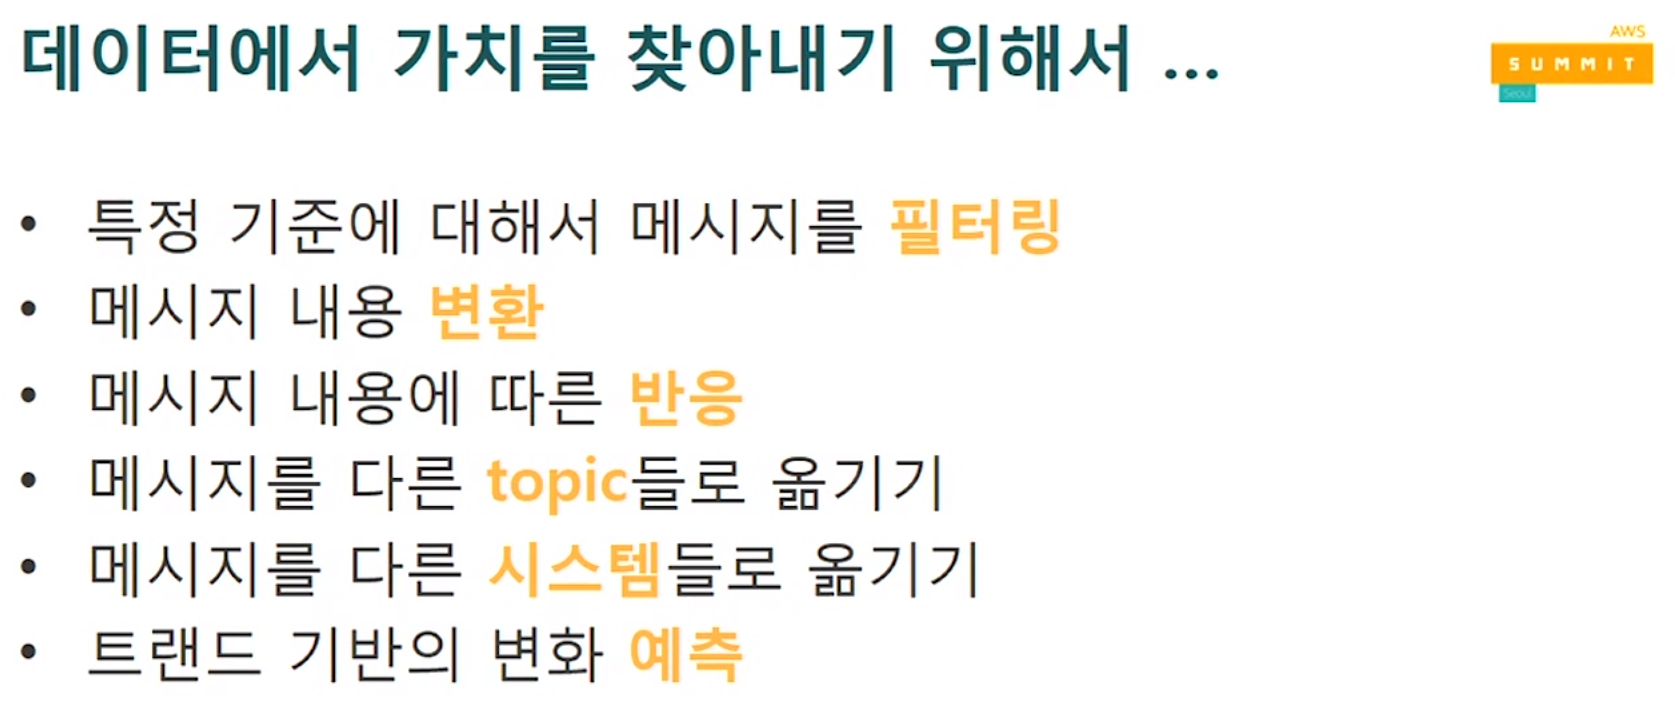 데이터에서 가치를 찾아내기 위해서 ...
AWS
SUMMIT
Seoul
• 특정 기준에 대해서 메시지를 필터링
• 메시지 내용 변환
• 메시지 내용에 따른 반응
• 메시지를 다른 topic들로 옮기기
• 메시지를 다른 시스템들로 옮기기
• 트랜드 기반의 변화 예측